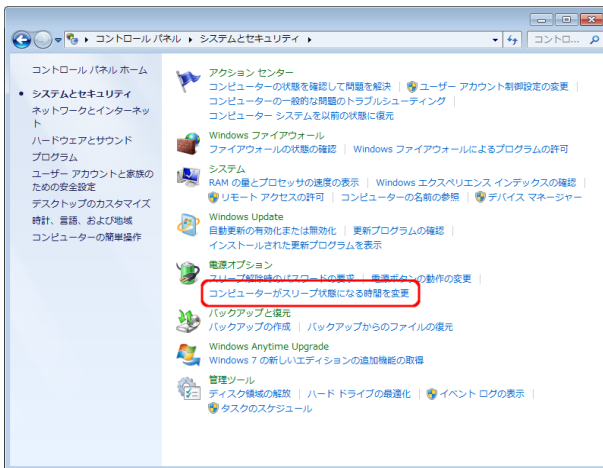 コントロール パネル ▸ システムとセキュリティ ▸
コントロ...
コントロール パネル ホーム
システムとセキュリティ
ネットワークとインターネッ
ト
ハードウェアとサウンド
プログラム
ユーザー アカウントと家族の
ための安全設定
デスクトップのカスタマイズ
時計、言語、および地域
コンピューターの簡単操作
アクション センター
コンピューターの状態を確認して問題を解決 | ユーザー アカウント制御設定の変更 |
コンピューターの一般的な問題のトラブルシューティング |
コンピューター システムを以前の状態に復元
Windows ファイアウォール
ファイアウォールの状態の確認 | Windows ファイアウォールによるプログラムの許可
システム
RAM の量とプロセッサの速度の表示 | Windows エクスペリエンス インデックスの確認 |
リモート アクセスの許可 | コンピューターの名前の参照 | デバイス マネージャー
Windows Update
自動更新の有効化または無効化 | 更新プログラムの確認 |
インストールされた更新プログラムを表示
電源オプション
スリープ解除時のパスワードの要求 | 電源ボタンの動作の変更 |
コンピューターがスリープ状態になる時間を変更
バックアップと復元
バックアップの作成 | バックアップからのファイルの復元
Windows Anytime Upgrade
Windows 7 の新しいエディションの追加機能の取得
管理ツール
ディスク領域の解放 | ハード ドライブの最適化 | イベント ログの表示 |
タスクのスケジュール